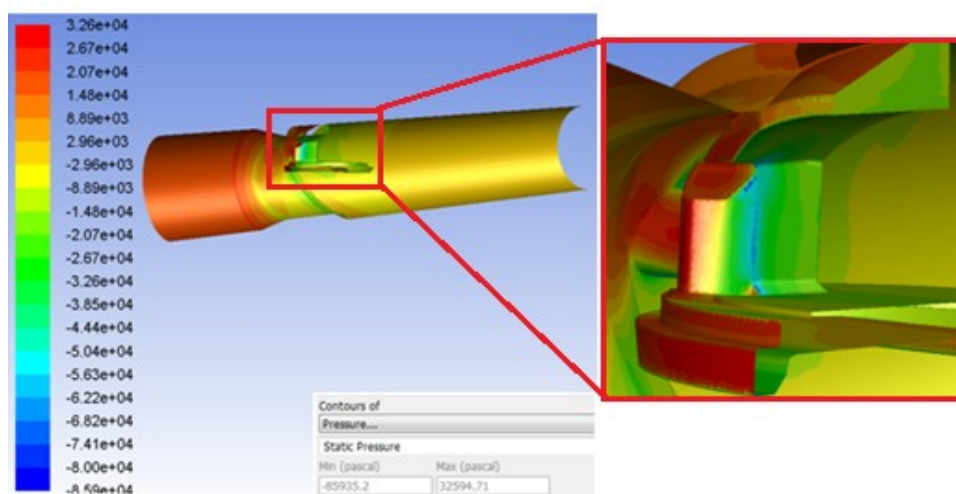 3.26e+04
2.67e+04
2.07e+04
1.48e+04
8.89e+03
2.96e+03
-2.96e+03
-8.89e+03
-1.48e+04
-2.07e+04
-2.67e+04
-3.26e+04
-3.85e+04
-4.44e+04
-5.04e+04
-5.63e+04
-6.22e+04
-6.82e+04
-7.41e+04
-8.00e+04
-8.59e+04
Contours of
Pressure...
Static Pressure
Min (pascal) Max (pascal)
-85935.2 32594.71